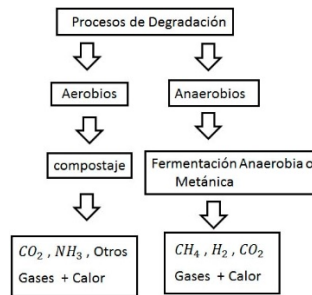 Procesos de Degradación
Aerobios
Anaerobios
compostaje
Fermentación Anaerobia o
Metánica
CO₂ , NH₃ , Otros
Gases + Calor
CH₄ , H₂ , CO₂
Gases + Calor